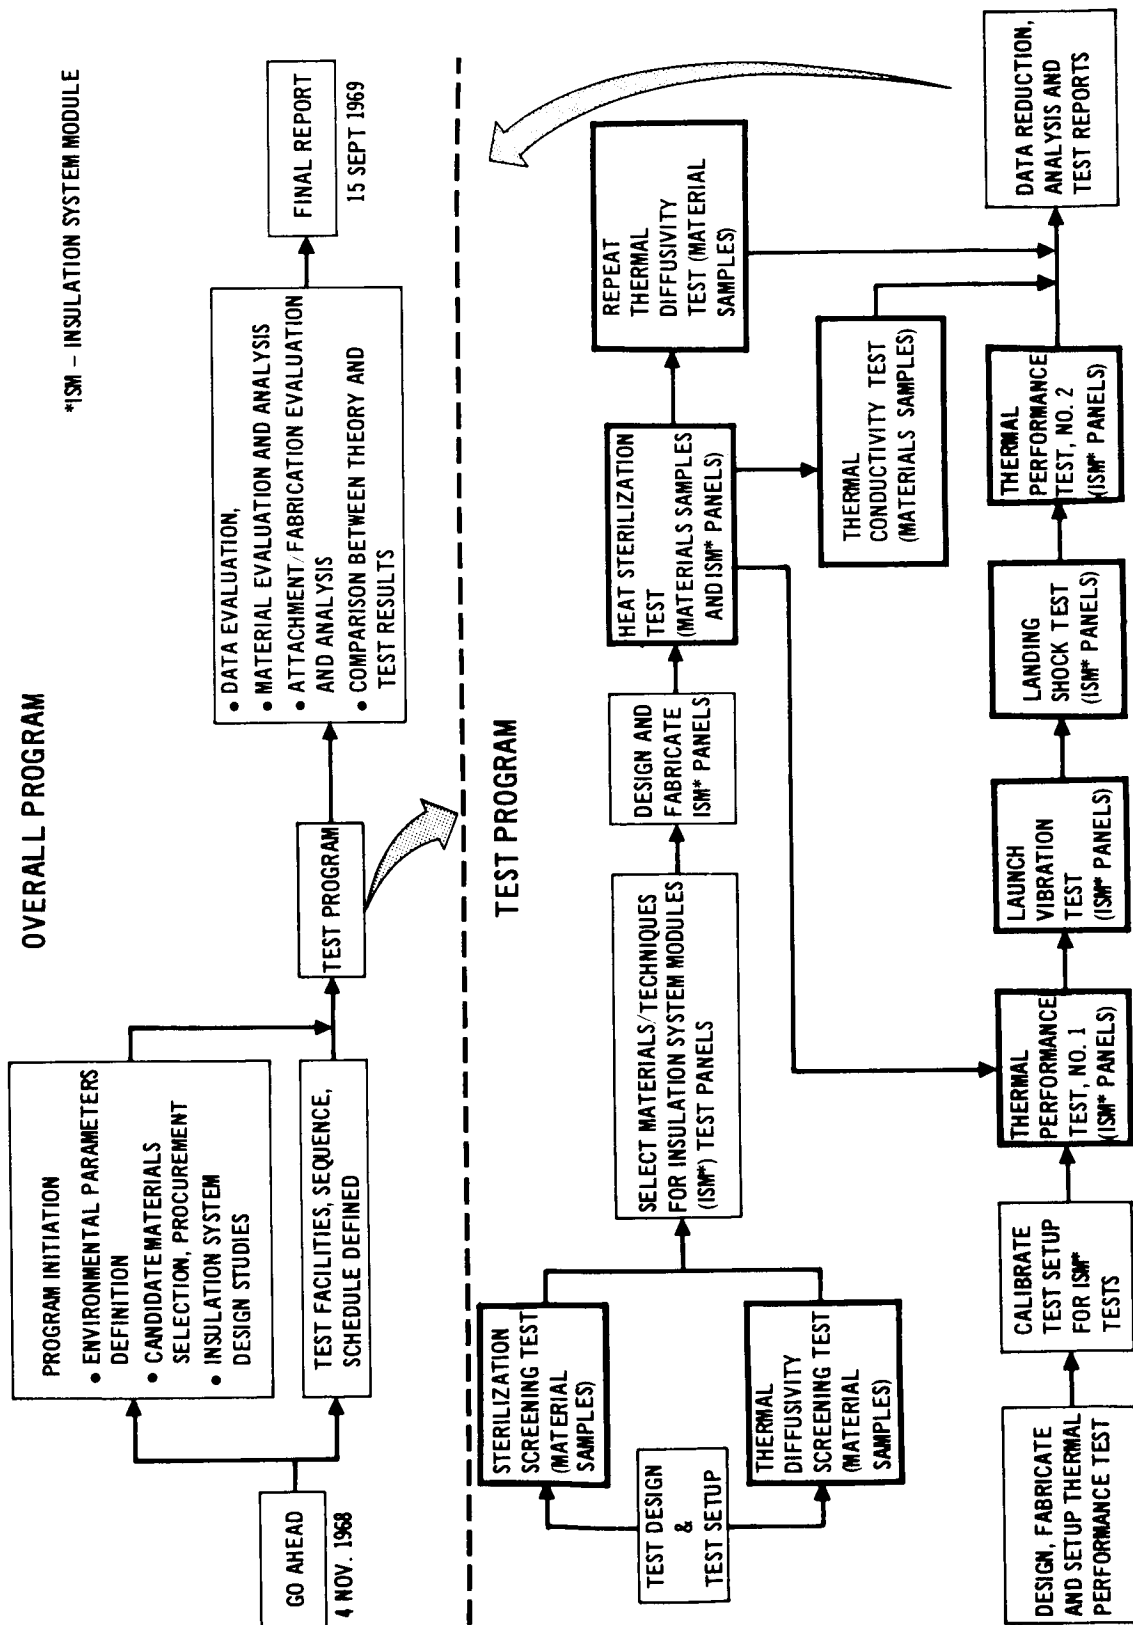 *ISM – INSULATION SYSTEM MODULE
OVERALL PROGRAM
GO AHEAD
4 NOV. 1968
PROGRAM INITIATION
• ENVIRONMENTAL PARAMETERS
DEFINITION
• CANDIDATE MATERIALS
SELECTION, PROCUREMENT
• INSULATION SYSTEM
DESIGN STUDIES
TEST FACILITIES, SEQUENCE,
SCHEDULE DEFINED
TEST PROGRAM
• DATA EVALUATION,
• MATERIAL EVALUATION AND ANALYSIS
• ATTACHMENT/FABRICATION EVALUATION
AND ANALYSIS
• COMPARISON BETWEEN THEORY AND
TEST RESULTS
FINAL REPORT
15 SEPT 1969
TEST PROGRAM
TEST DESIGN
&
TEST SETUP
STERILIZATION
SCREENING TEST
(MATERIAL
SAMPLES)
THERMAL
DIFFUSIVITY
SCREENING TEST
(MATERIAL
SAMPLES)
SELECT MATERIALS/TECHNIQUES
FOR INSULATION SYSTEM MODULES
(ISM*) TEST PANELS
DESIGN AND
FABRICATE
ISM* PANELS
HEAT STERILIZATION
TEST
(MATERIALS SAMPLES
AND ISM* PANELS)
REPEAT
THERMAL
DIFFUSIVITY
TEST (MATERIAL
SAMPLES)
THERMAL
CONDUCTIVITY TEST
(MATERIALS SAMPLES)
DESIGN, FABRICATE
AND SETUP THERMAL
PERFORMANCE TEST
CALIBRATE
TEST SETUP
FOR ISM*
TESTS
THERMAL
PERFORMANCE
TEST, NO. 1
(ISM* PANELS)
LAUNCH
VIBRATION
TEST
(ISM* PANELS)
LANDING
SHOCK TEST
(ISM* PANELS)
THERMAL
PERFORMANCE
TEST, NO. 2
(ISM* PANELS)
DATA REDUCTION,
ANALYSIS AND
TEST REPORTS